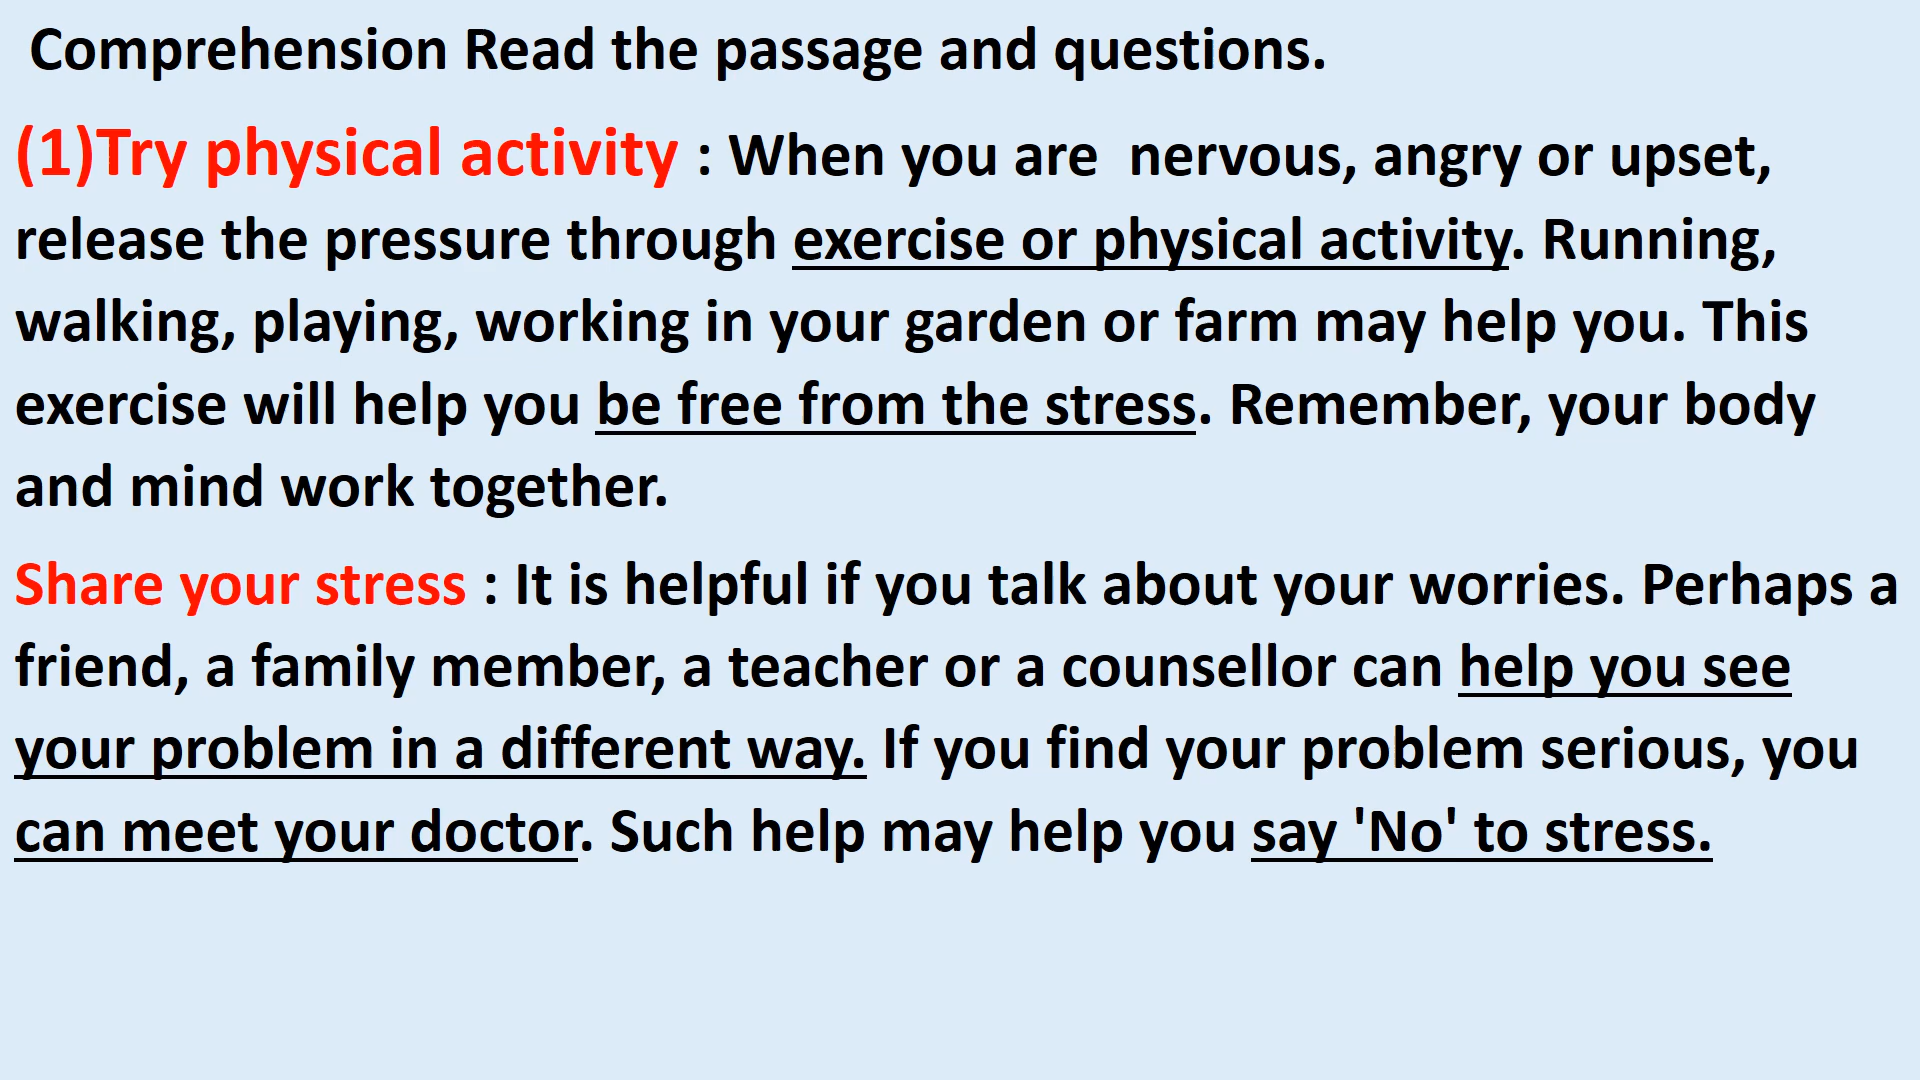 Comprehension Read the passage and questions.
(1)Try physical activity : When you are  nervous, angry or upset,
release the pressure through exercise or physical activity. Running,
walking, playing, working in your garden or farm may help you. This
exercise will help you be free from the stress. Remember, your body
and mind work together.
Share your stress : It is helpful if you talk about your worries. Perhaps a
friend, a family member, a teacher or a counsellor can help you see
your problem in a different way. If you find your problem serious, you
can meet your doctor. Such help may help you say 'No' to stress.